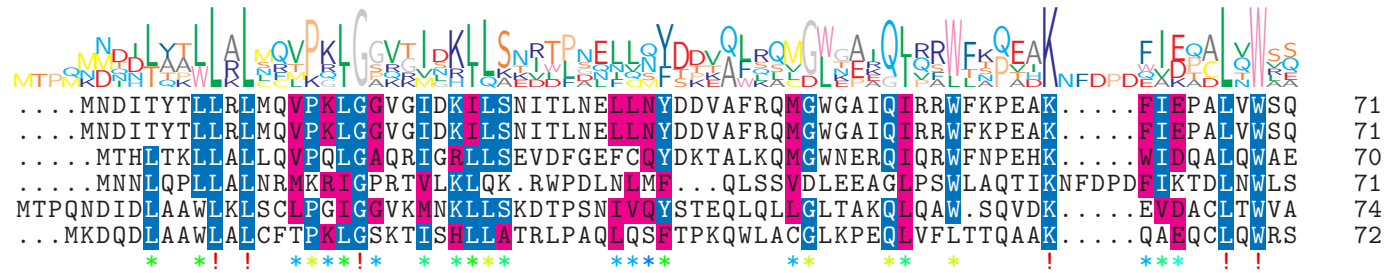 ....MNDITYTLLRLMQVPKLGGVGIDKILSNITLNELLNYDDVAFRQMGWGAIQIRRWFKPEAK.....FIEPALVWSQ 71
....MNDITYTLLRLMQVPKLGGVGIDKILSNITLNELLNYDDVAFRQMGWGAIQIRRWFKPEAK.....FIEPALVWSQ 71
.....MTHLTKLLALLQVPQLGAQRIGRLLSEVDFGEFCQYDKTALKQMGWNERQIQRWFNPEHK.....WIDQALQWAE 70
.....MNNLQPLLALNRMKRIGPRTVLKLQK.RWPDLNLMF...QLSSVDLEEAGLPSWLAQTIKNFDPDFIKTDLNWLS 71
MTPQNDIDLAAWLKLSCLPGIGGVKMNKLLSKDTPSNIVQYSTEQLQLLGLTAKQLQAW.SQVDK.....EVDACLTWVA 74
...MKDQDLAAWLALCFTPKLGSKTISHLLATRLPAQLQSFTPKQWLACGLKPEQLVFLTTQAAK.....QAEQCLQWRS 72
* *! ! ****!* * **** **** ** ** * ! *** ! !